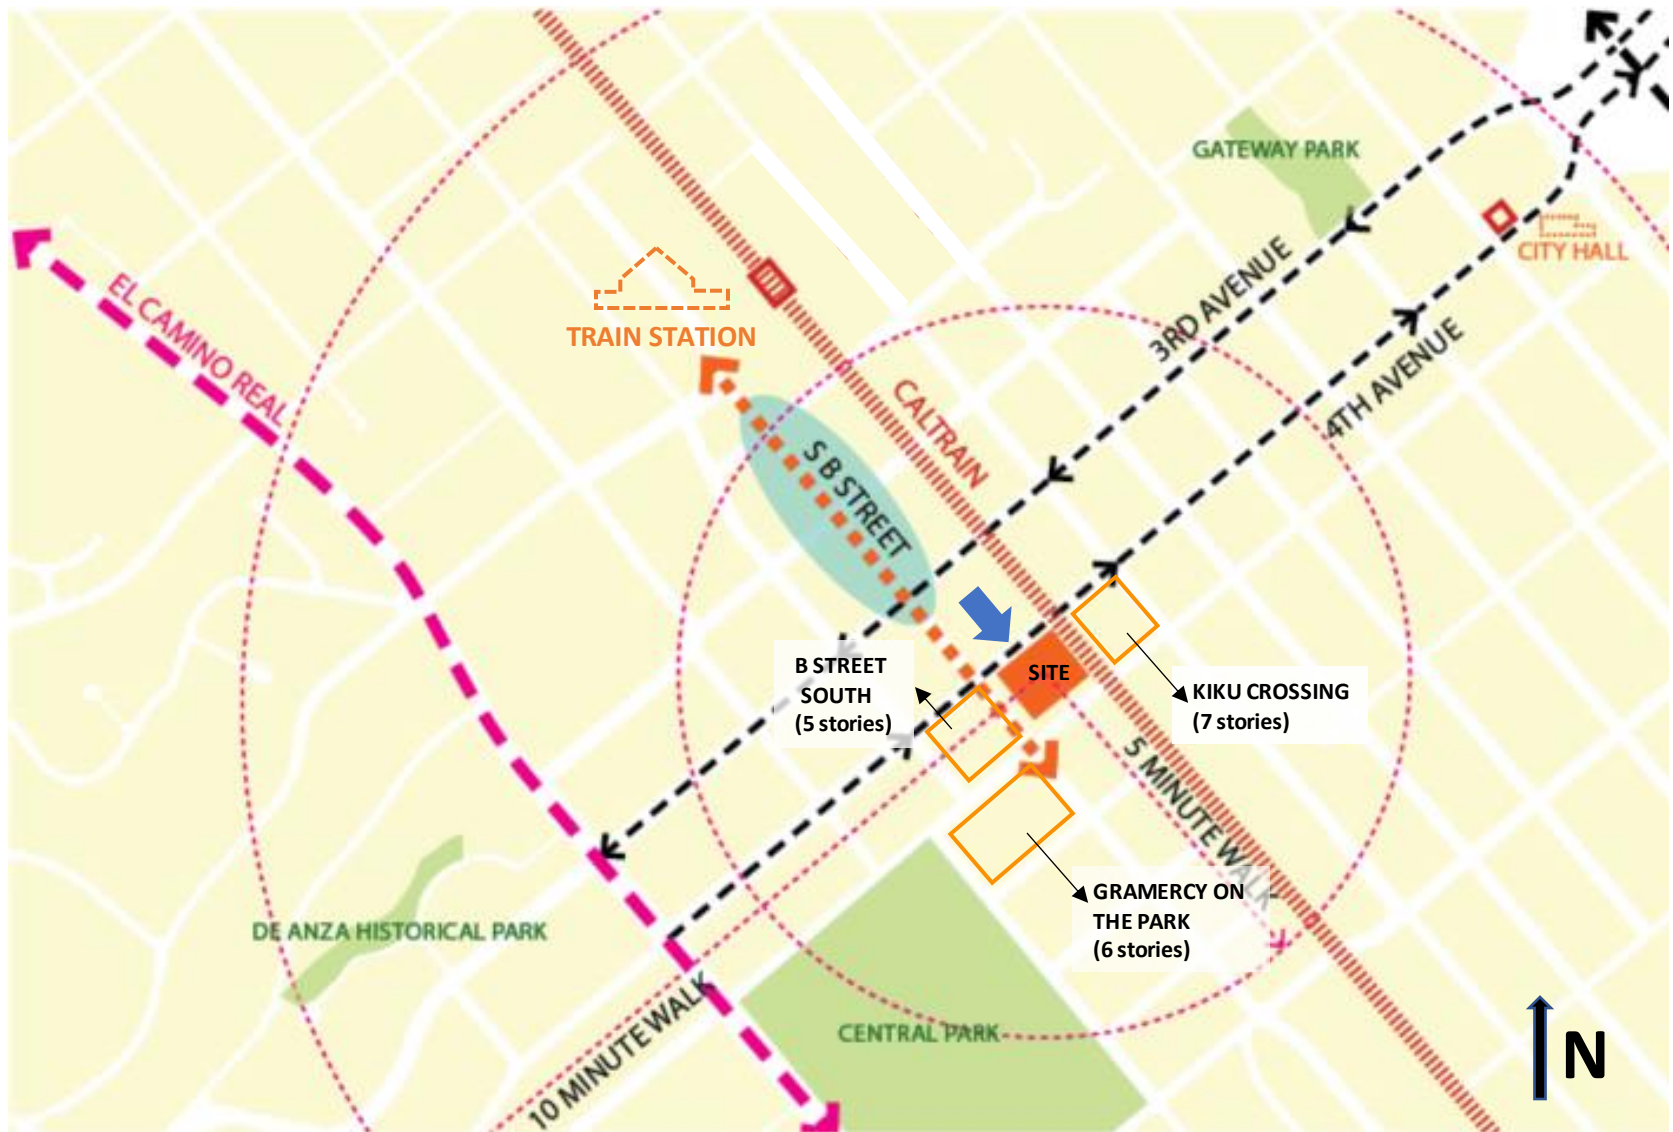 GATEWAY PARK
CITY HALL
3RD AVENUE
4TH AVENUE
EL CAMINO REAL
TRAIN STATION
CALTRAIN
S B STREET
SITE
B STREET
SOUTH
(5 stories)
KIKU CROSSING
(7 stories)
5 MINUTE WALK
GRAMERCY ON
THE PARK
(6 stories)
DE ANZA HISTORICAL PARK
10 MINUTE WALK
CENTRAL PARK
N